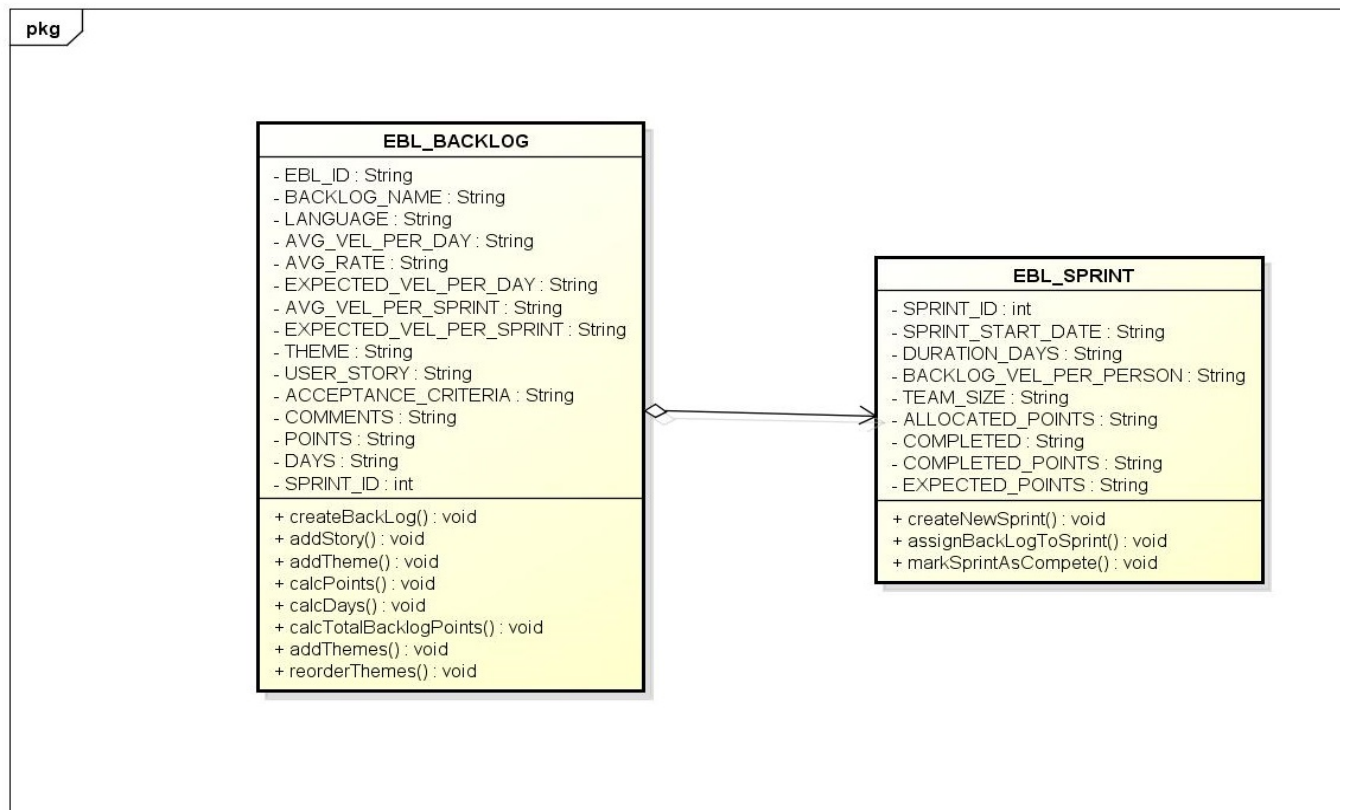 pkg
EBL_BACKLOG
- EBL_ID : String
- BACKLOG_NAME : String
- LANGUAGE : String
- AVG_VEL_PER_DAY : String
- AVG_RATE : String
- EXPECTED_VEL_PER_DAY : String
- AVG_VEL_PER_SPRINT : String
- EXPECTED_VEL_PER_SPRINT : String
- THEME : String
- USER_STORY : String
- ACCEPTANCE_CRITERIA : String
- COMMENTS : String
- POINTS : String
- DAYS : String
- SPRINT_ID : int
+ createBackLog() : void
+ addStory() : void
+ addTheme() : void
+ calcPoints() : void
+ calcDays() : void
+ calcTotalBacklogPoints() : void
+ addThemes() : void
+ reorderThemes() : void
EBL_SPRINT
- SPRINT_ID : int
- SPRINT_START_DATE : String
- DURATION_DAYS : String
- BACKLOG_VEL_PER_PERSON : String
- TEAM_SIZE : String
- ALLOCATED_POINTS : String
- COMPLETED : String
- COMPLETED_POINTS : String
- EXPECTED_POINTS : String
+ createNewSprint() : void
+ assignBackLogToSprint() : void
+ markSprintAsCompete() : void